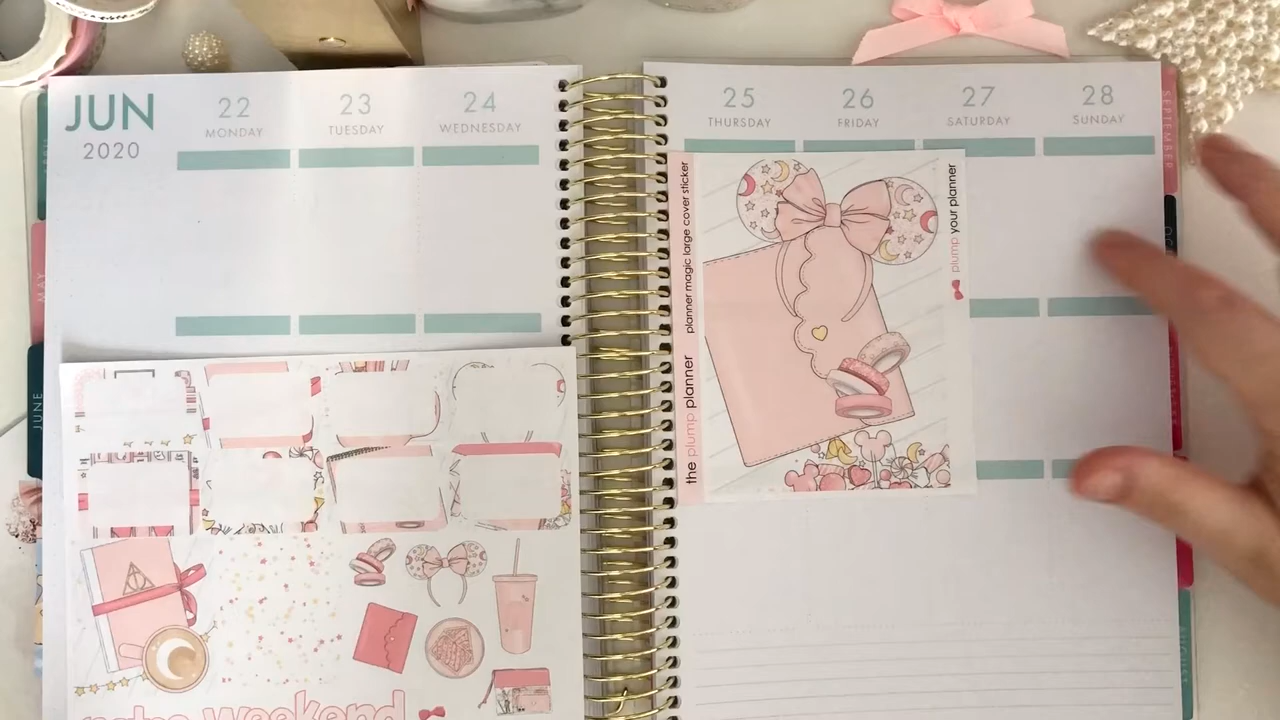 JUN
2020
22
MONDAY
23
TUESDAY
24
WEDNESDAY
25
THURSDAY
26
FRIDAY
27
SATURDAY
28
SUNDAY
MAY
JUNE
SEPTEMBER
the plump planner
planner magic large cover sticker
plump your planner
weekend